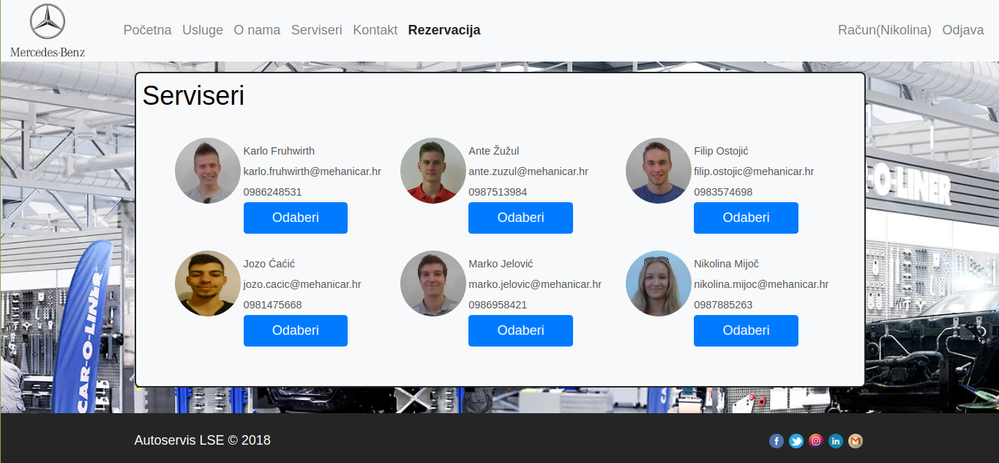 Mercedes-Benz
Početna Usluge O nama Serviseri Kontakt Rezervacija Račun(Nikolina) Odjava
Serviseri
Karlo Fruhwirth
karlo.fruhwirth@mehanicar.hr
0986248531
Odaberi
Ante Žužul
ante.zuzul@mehanicar.hr
0987513984
Odaberi
Filip Ostojić
filip.ostojic@mehanicar.hr
0983574698
Odaberi
Jozo Ćaćić
jozo.cacic@mehanicar.hr
0981475668
Odaberi
Marko Jelović
marko.jelovic@mehanicar.hr
0986958421
Odaberi
Nikolina Mijoč
nikolina.mijoc@mehanicar.hr
0987885263
Odaberi
-O-LINER
CAR-O-LINER
CAR
Autoservis LSE © 2018